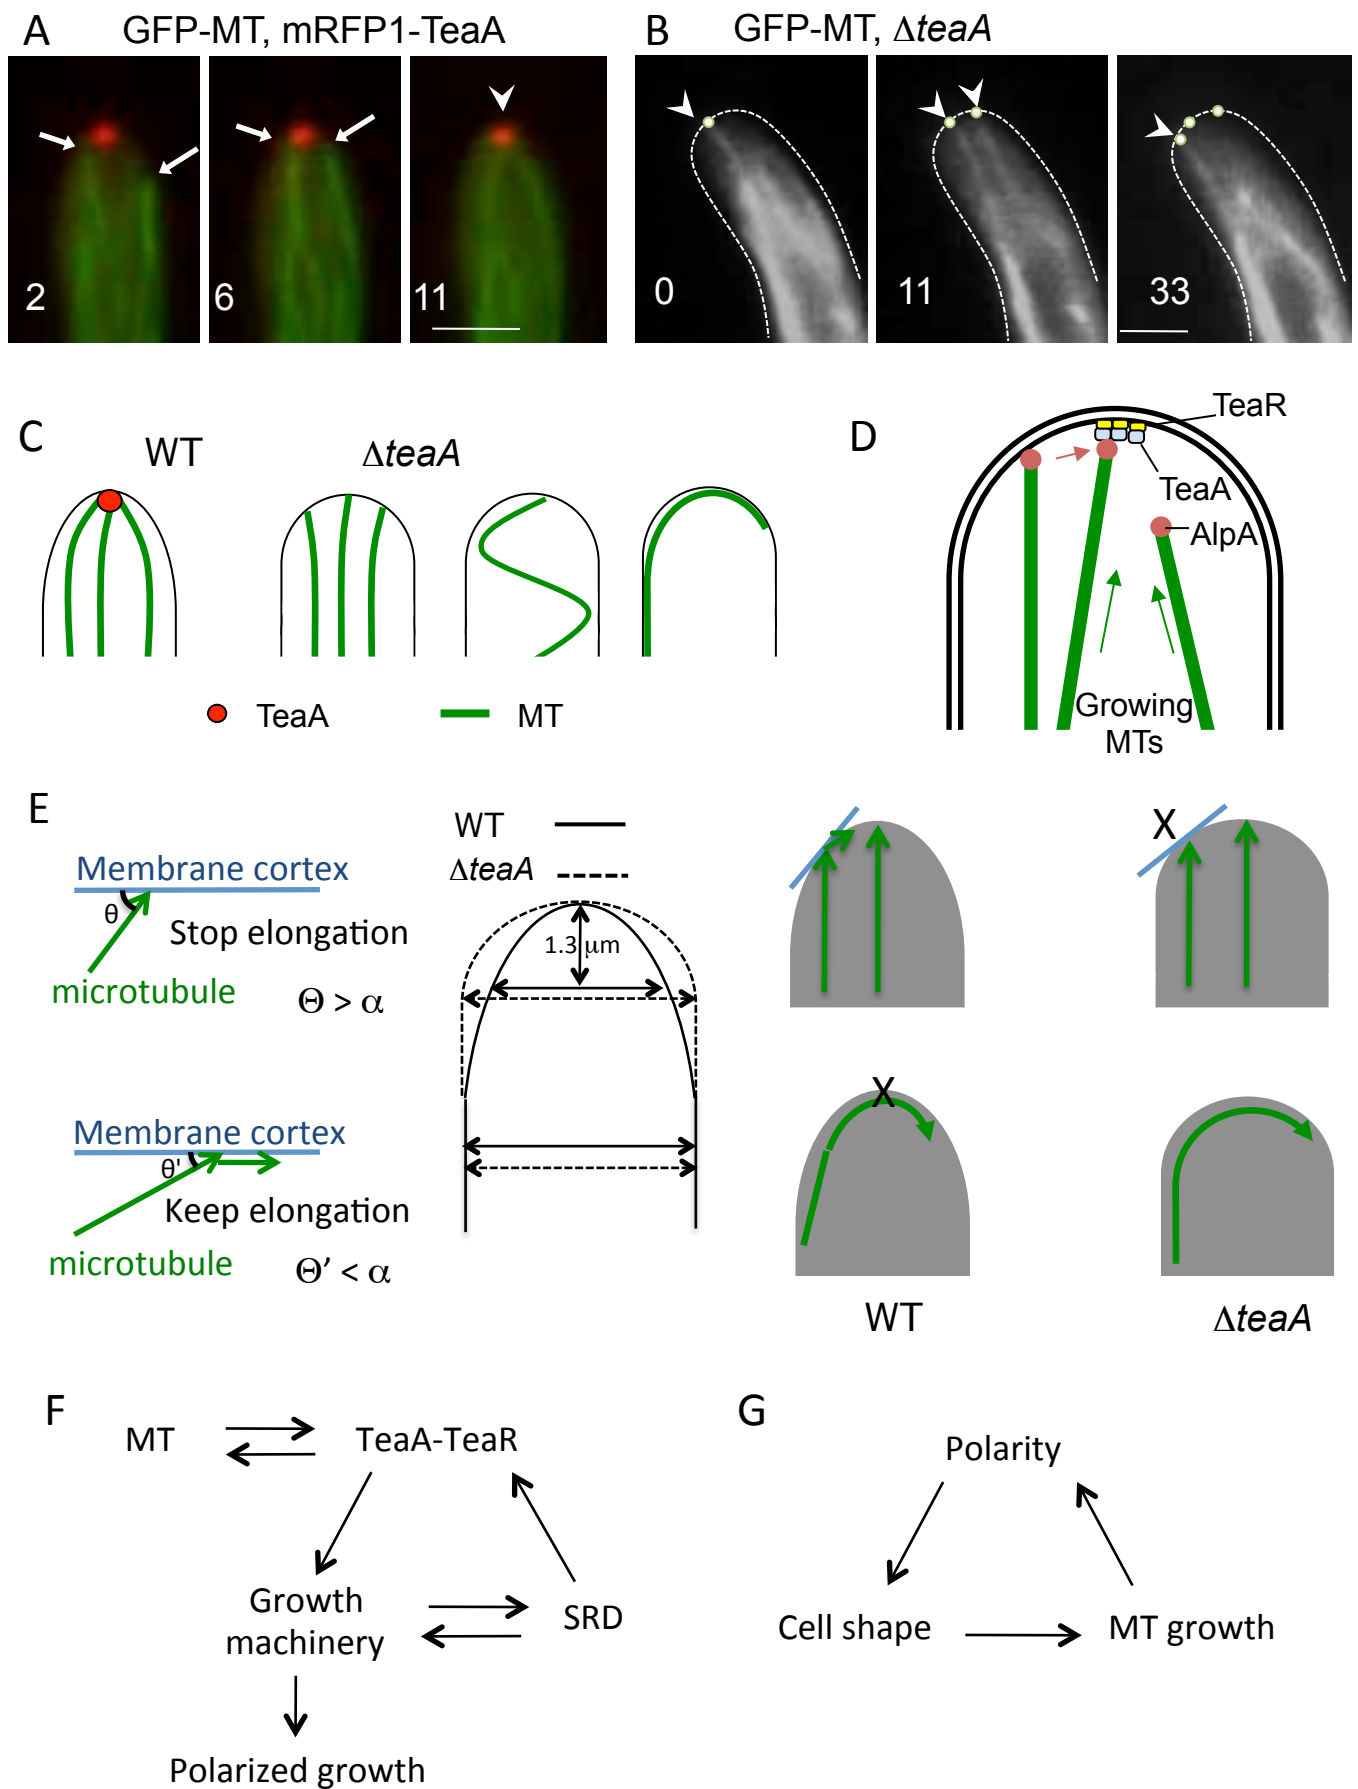 A GFP-MT, mRFP1-TeaA
2 6 11
B GFP-MT, ΔteaA
0 11 33
C WT ΔteaA
TeaA MT
D
TeaR
TeaA
AlpA
Growing
MTs
E
Membrane cortex
θ
Stop elongation
microtubule
Θ > α
Membrane cortex
θ'
Keep elongation
microtubule
Θ’ < α
WT
ΔteaA
1.3 μm
X
X
WT ΔteaA
F
MT TeaA-TeaR
Growth
machinery
SRD
Polarized growth
G
Polarity
Cell shape MT growth